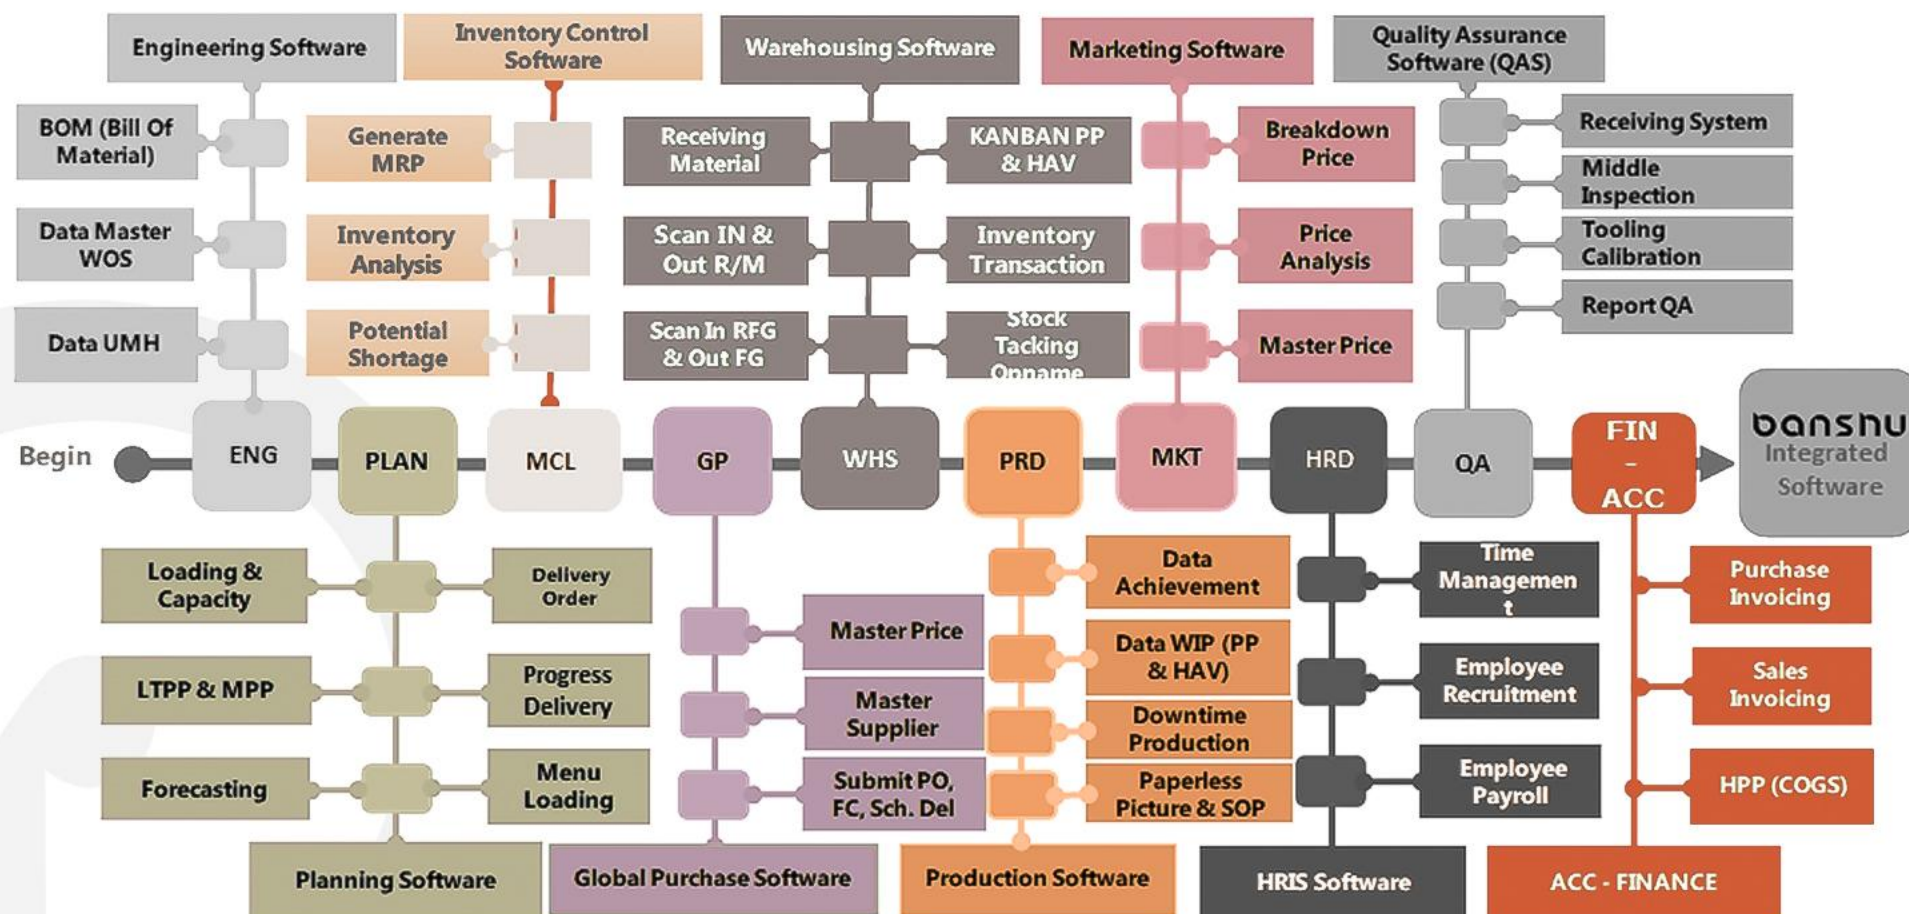 Engineering Software
Inventory Control
Software
Warehousing Software
Marketing Software
Quality Assurance
Software (QAS)
BOM (Bill Of
Material)
Data Master
WOS
Data UMH
Generate
MRP
Inventory
Analysis
Potential
Shortage
Receiving
Material
Scan IN &
Out R/M
Scan In RFG
& Out FG
KANBAN PP
& HAV
Inventory
Transaction
Stock
Tacking
Opname
Breakdown
Price
Price
Analysis
Master Price
Receiving System
Middle
Inspection
Tooling
Calibration
Report QA
Begin
ENG
PLAN
MCL
GP
WHS
PRD
MKT
HRD
QA
FIN
-
ACC
banshu
Integrated
Software
Loading &
Capacity
LTPP & MPP
Forecasting
Delivery
Order
Progress
Delivery
Menu
Loading
Master Price
Master
Supplier
Submit PO,
FC, Sch. Del
Data
Achievement
Data WIP (PP
& HAV)
Downtime
Production
Paperless
Picture & SOP
Time
Managemen
t
Employee
Recruitment
Employee
Payroll
Purchase
Invoicing
Sales
Invoicing
HPP (COGS)
Planning Software
Global Purchase Software
Production Software
HRIS Software
ACC - FINANCE